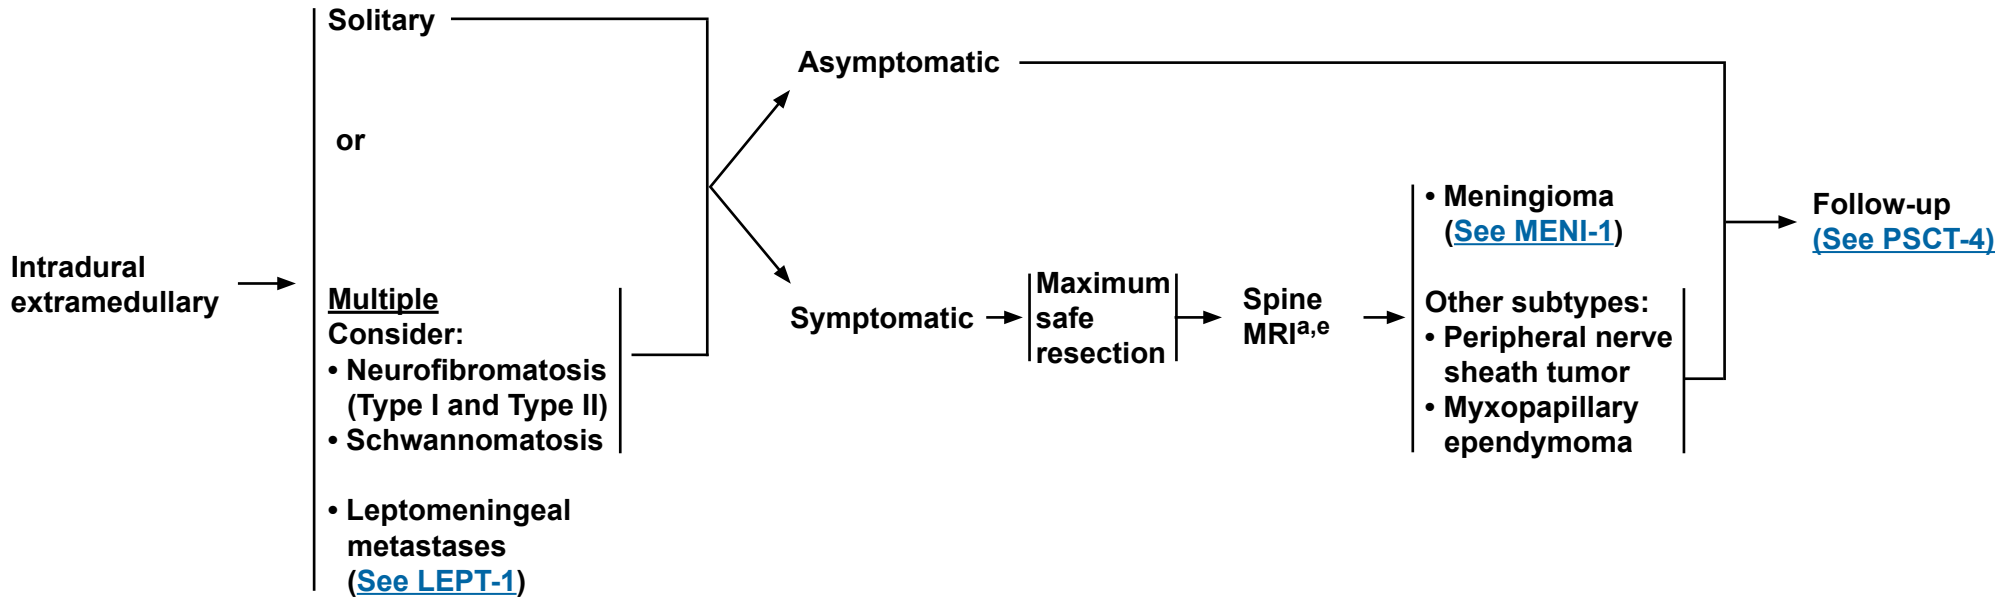 Intradural
extramedullary
Solitary
or
Multiple
Consider:
• Neurofibromatosis
(Type I and Type II)
• Schwannomatosis
• Leptomeningeal
metastases
(See LEPT-1)
Asymptomatic
Symptomatic
Maximum
safe
resection
Spine
MRIa,e
• Meningioma
(See MENI-1)
Other subtypes:
• Peripheral nerve
sheath tumor
• Myxopapillary
ependymoma
Follow-up
(See PSCT-4)